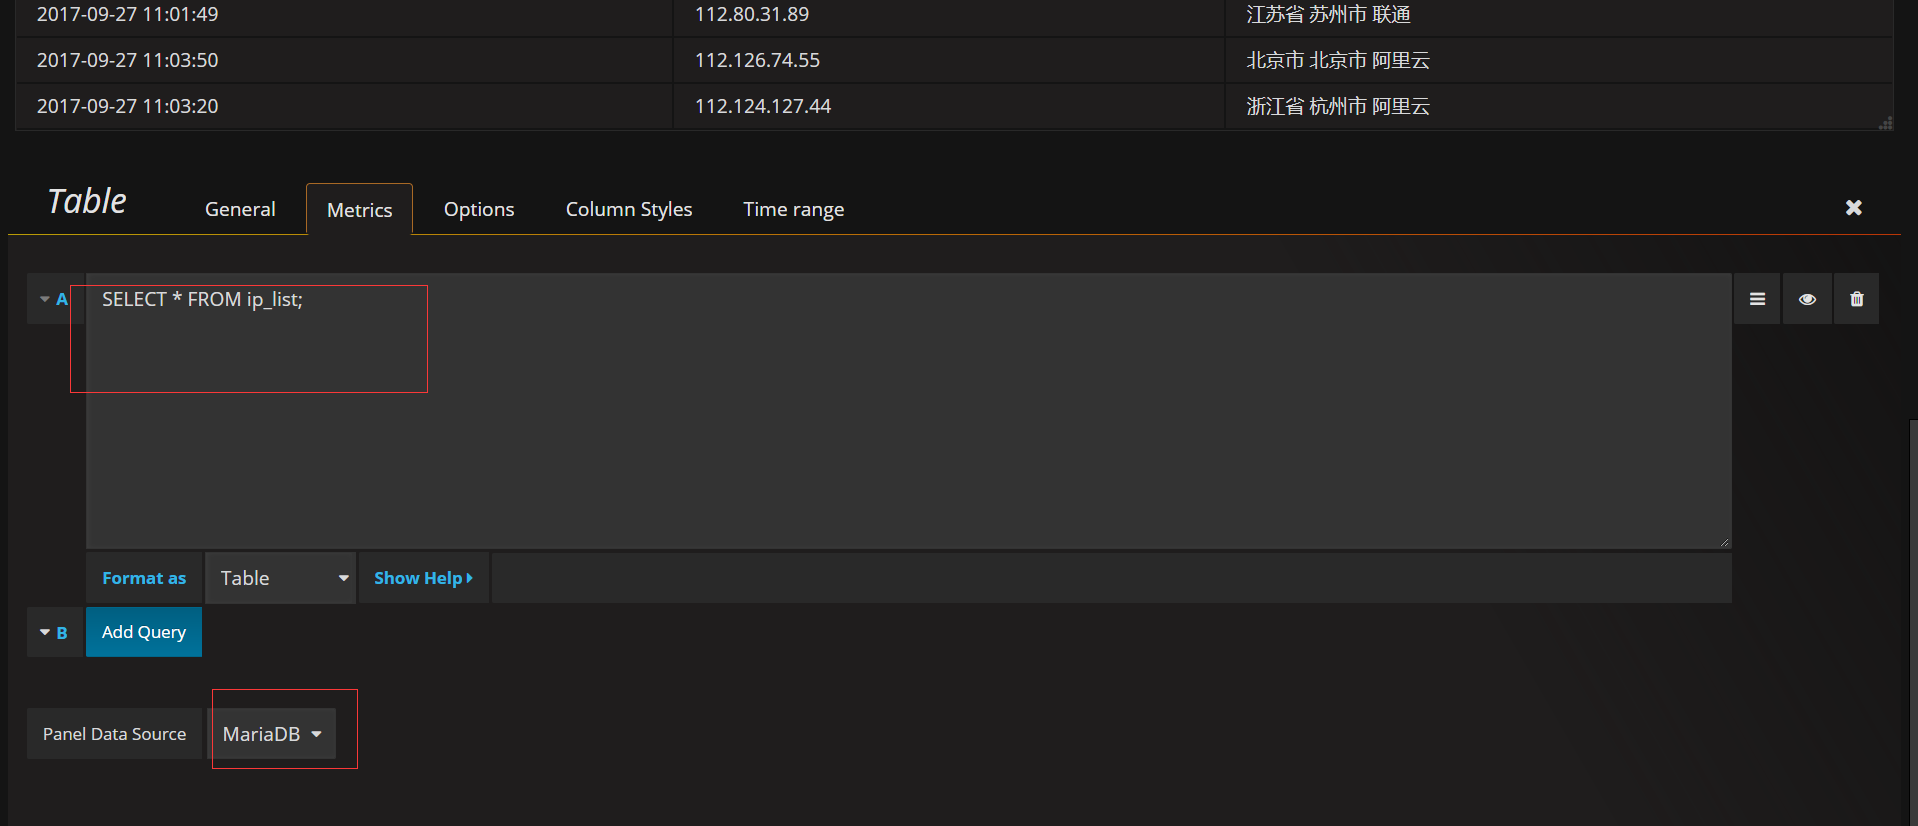 2017-09-27 11:01:49 112.80.31.89 江苏省 苏州市 联通
2017-09-27 11:03:50 112.126.74.55 北京市 北京市 阿里云
2017-09-27 11:03:20 112.124.127.44 浙江省 杭州市 阿里云
Table General Metrics Options Column Styles Time range
A SELECT * FROM ip_list;
Format as Table Show Help
B Add Query
Panel Data Source MariaDB